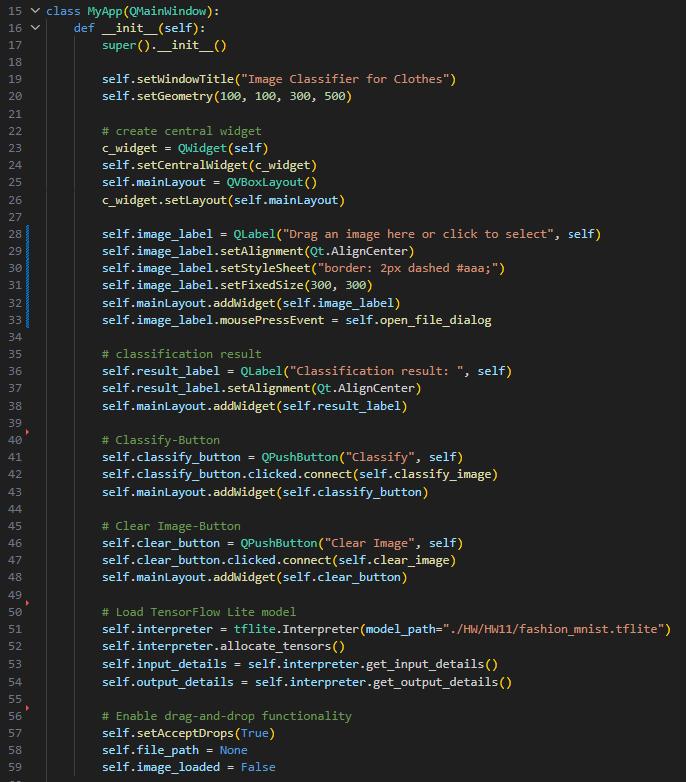 15 class MyApp(QMainWindow):
16 def __init__(self):
17 super().__init__()
18
19 self.setWindowTitle("Image Classifier for Clothes")
20 self.setGeometry(100, 100, 300, 500)
21
22 # create central widget
23 c_widget = QWidget(self)
24 self.setCentralWidget(c_widget)
25 self.mainLayout = QVBoxLayout()
26 c_widget.setLayout(self.mainLayout)
27
28 self.image_label = QLabel("Drag an image here or click to select", self)
29 self.image_label.setAlignment(Qt.AlignCenter)
30 self.image_label.setStyleSheet("border: 2px dashed #aaa;")
31 self.image_label.setFixedSize(300, 300)
32 self.mainLayout.addWidget(self.image_label)
33 self.image_label.mousePressEvent = self.open_file_dialog
34
35 # classification result
36 self.result_label = QLabel("Classification result: ", self)
37 self.result_label.setAlignment(Qt.AlignCenter)
38 self.mainLayout.addWidget(self.result_label)
39
40 # Classify-Button
41 self.classify_button = QPushButton("Classify", self)
42 self.classify_button.clicked.connect(self.classify_image)
43 self.mainLayout.addWidget(self.classify_button)
44
45 # Clear Image-Button
46 self.clear_button = QPushButton("Clear Image", self)
47 self.clear_button.clicked.connect(self.clear_image)
48 self.mainLayout.addWidget(self.clear_button)
49
50 # Load TensorFlow Lite model
51 self.interpreter = tflite.Interpreter(model_path="./HW/HW11/fashion_mnist.tflite")
52 self.interpreter.allocate_tensors()
53 self.input_details = self.interpreter.get_input_details()
54 self.output_details = self.interpreter.get_output_details()
55
56 # Enable drag-and-drop functionality
57 self.setAcceptDrops(True)
58 self.file_path = None
59 self.image_loaded = False